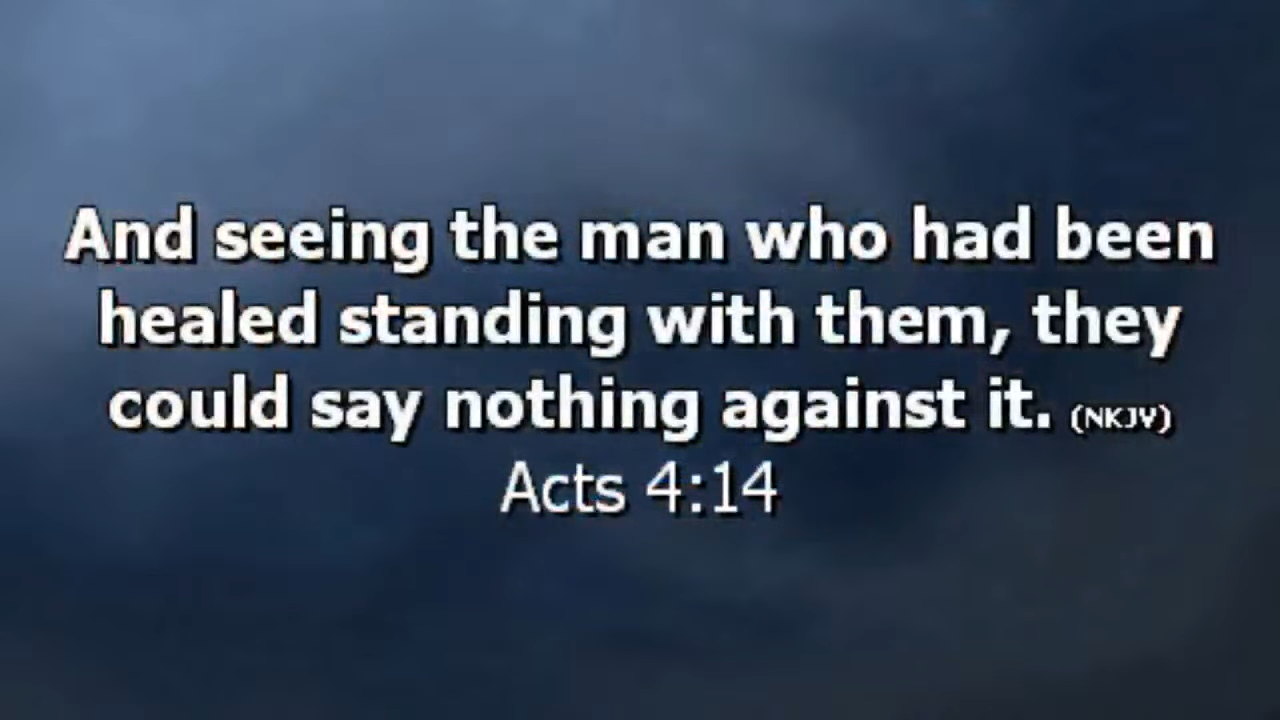 And seeing the man who had been
healed standing with them, they
could say nothing against it. (NKJV)
Acts 4:14